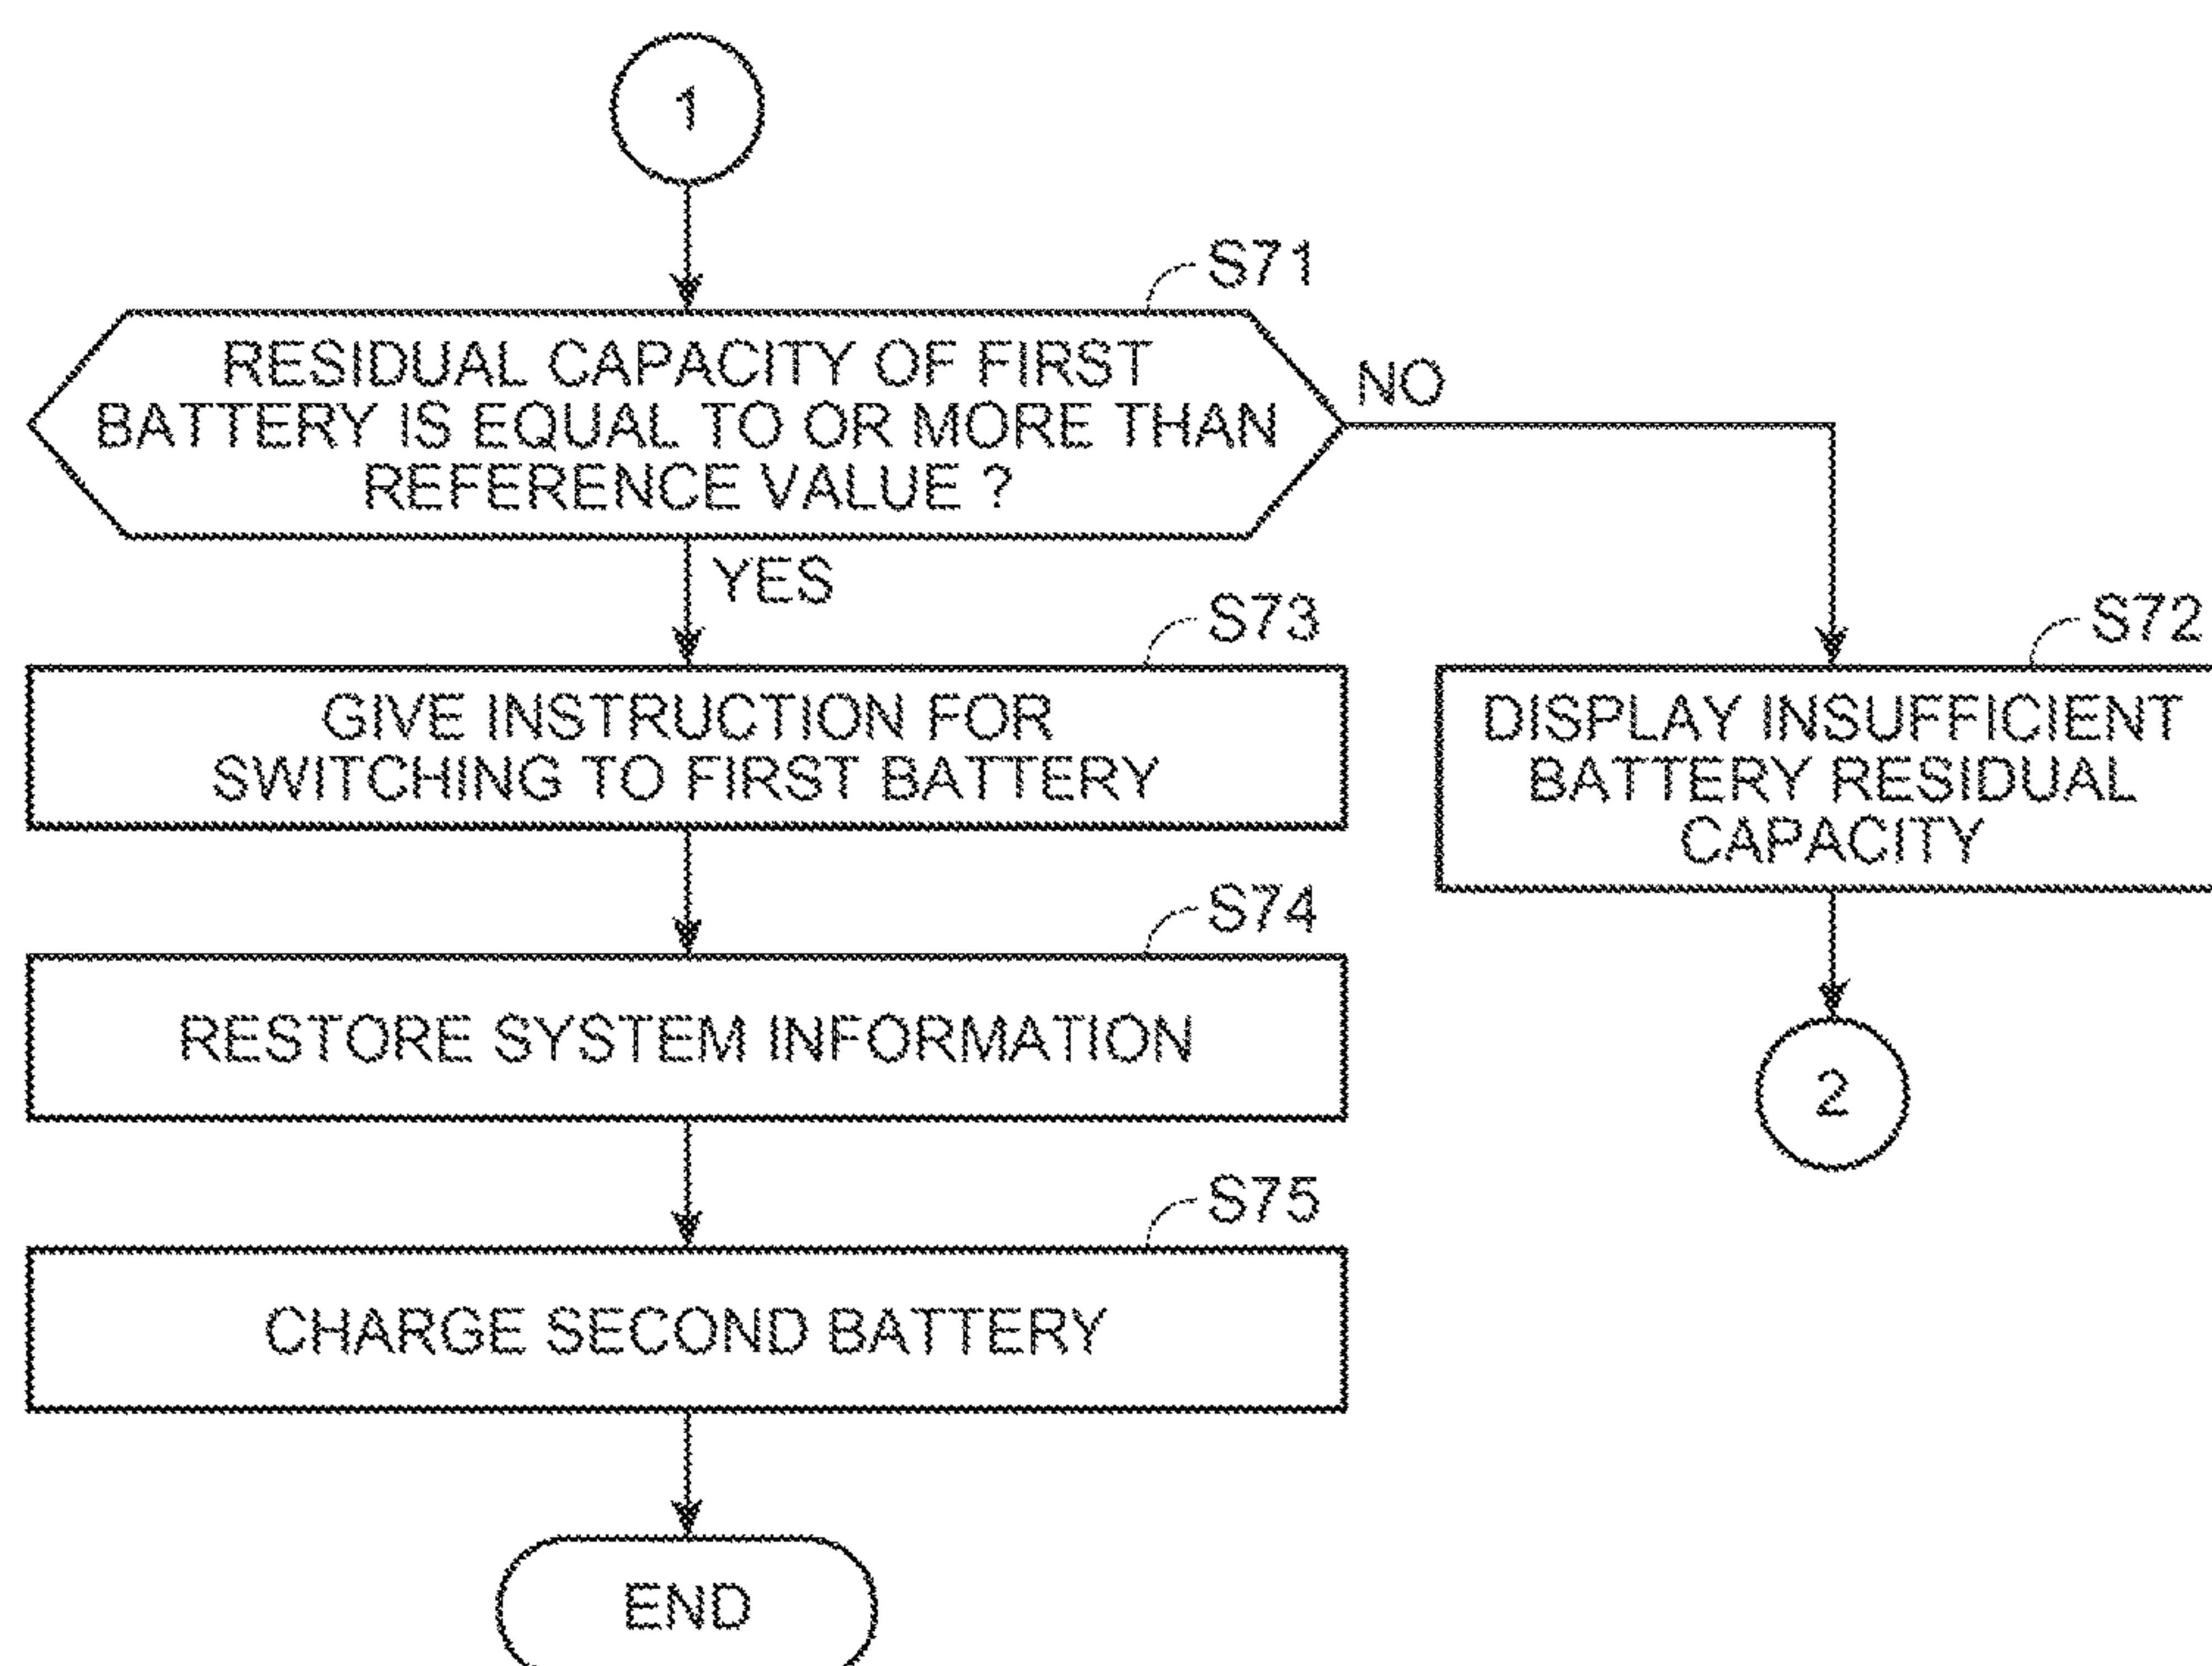 1
S71
RESIDUAL CAPACITY OF FIRST
BATTERY IS EQUAL TO OR MORE THAN
REFERENCE VALUE ?
NO
YES
S73
GIVE INSTRUCTION FOR
SWITCHING TO FIRST BATTERY
S72
DISPLAY INSUFFICIENT
BATTERY RESIDUAL
CAPACITY
S74
RESTORE SYSTEM INFORMATION
2
S75
CHARGE SECOND BATTERY
END